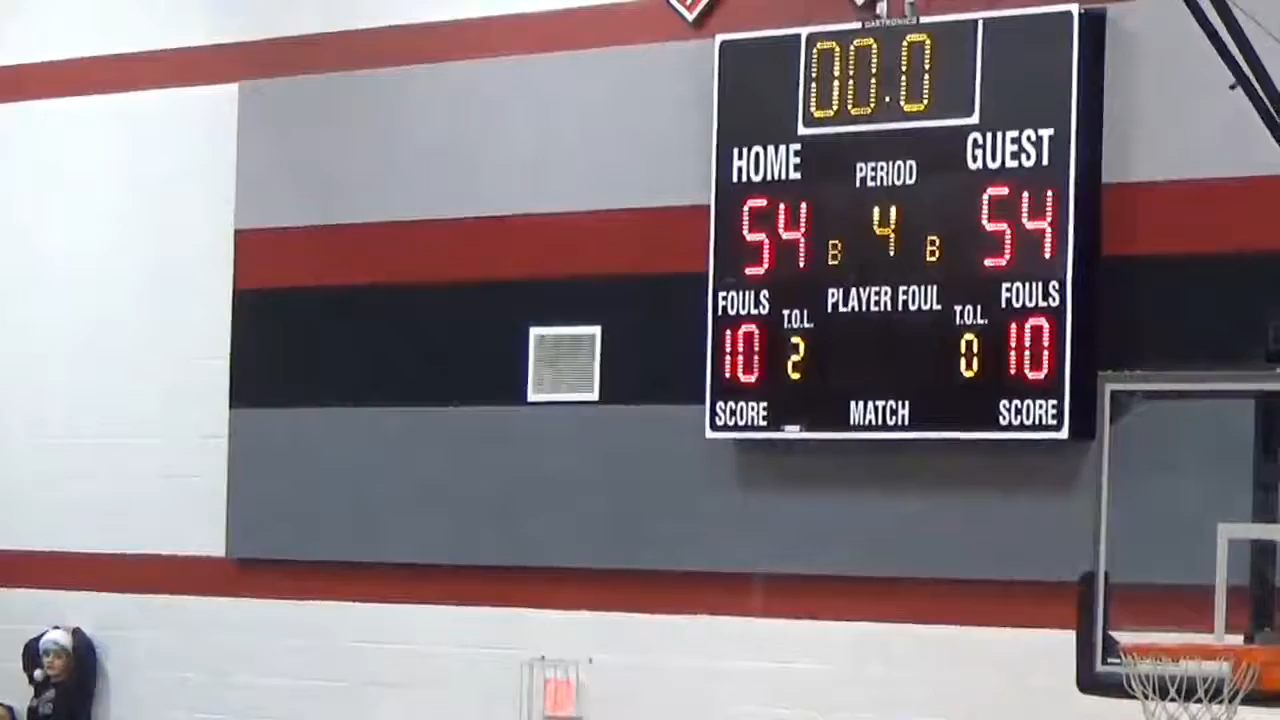 DAKTRONICS
00.0
HOME PERIOD GUEST
54 B 4 B 54
FOULS T.O.L. PLAYER FOUL T.O.L. FOULS
10 2 0 10
SCORE MATCH SCORE